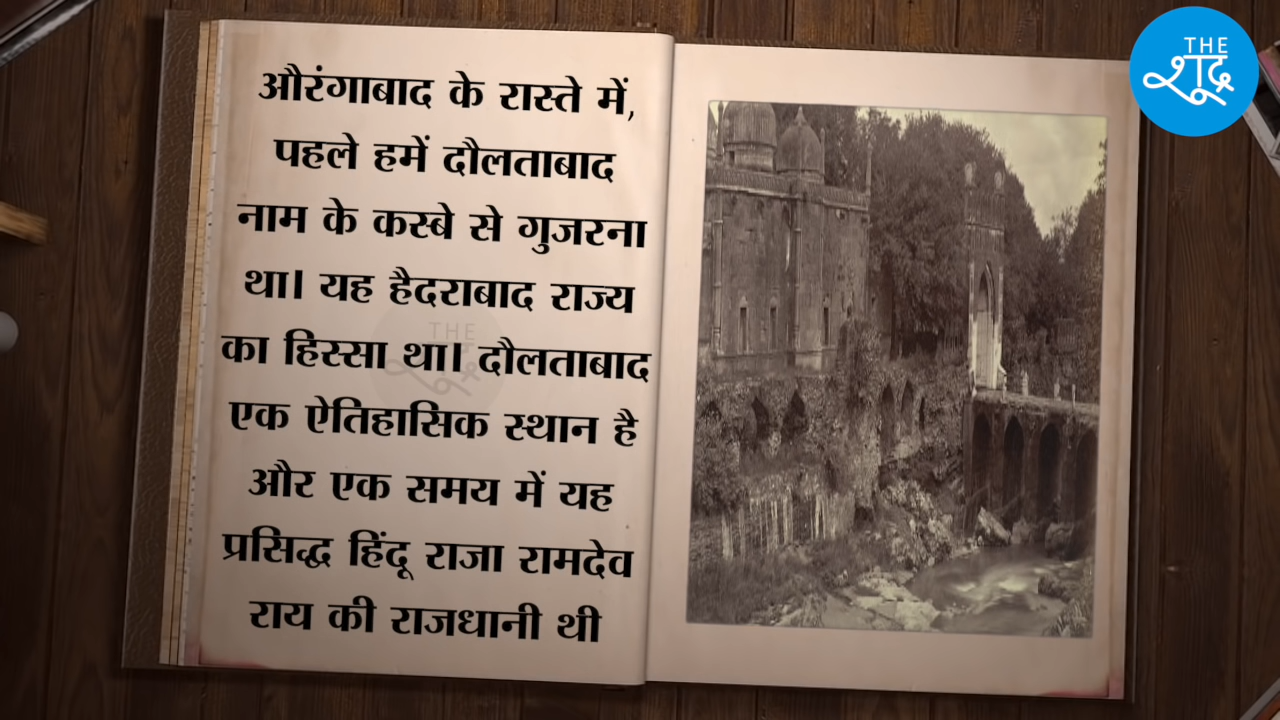 औरंगाबाद के रास्ते में,
पहले हमें दौलताबाद
नाम के कस्बे से गुजरना
था। यह हैदराबाद राज्य
का हिस्सा था। दौलताबाद
एक ऐतिहासिक स्थान है
और एक समय में यह
प्रसिद्ध हिंदू राजा रामदेव
राय की राजधानी थी
THE
शूद्र
THE
शूद्र